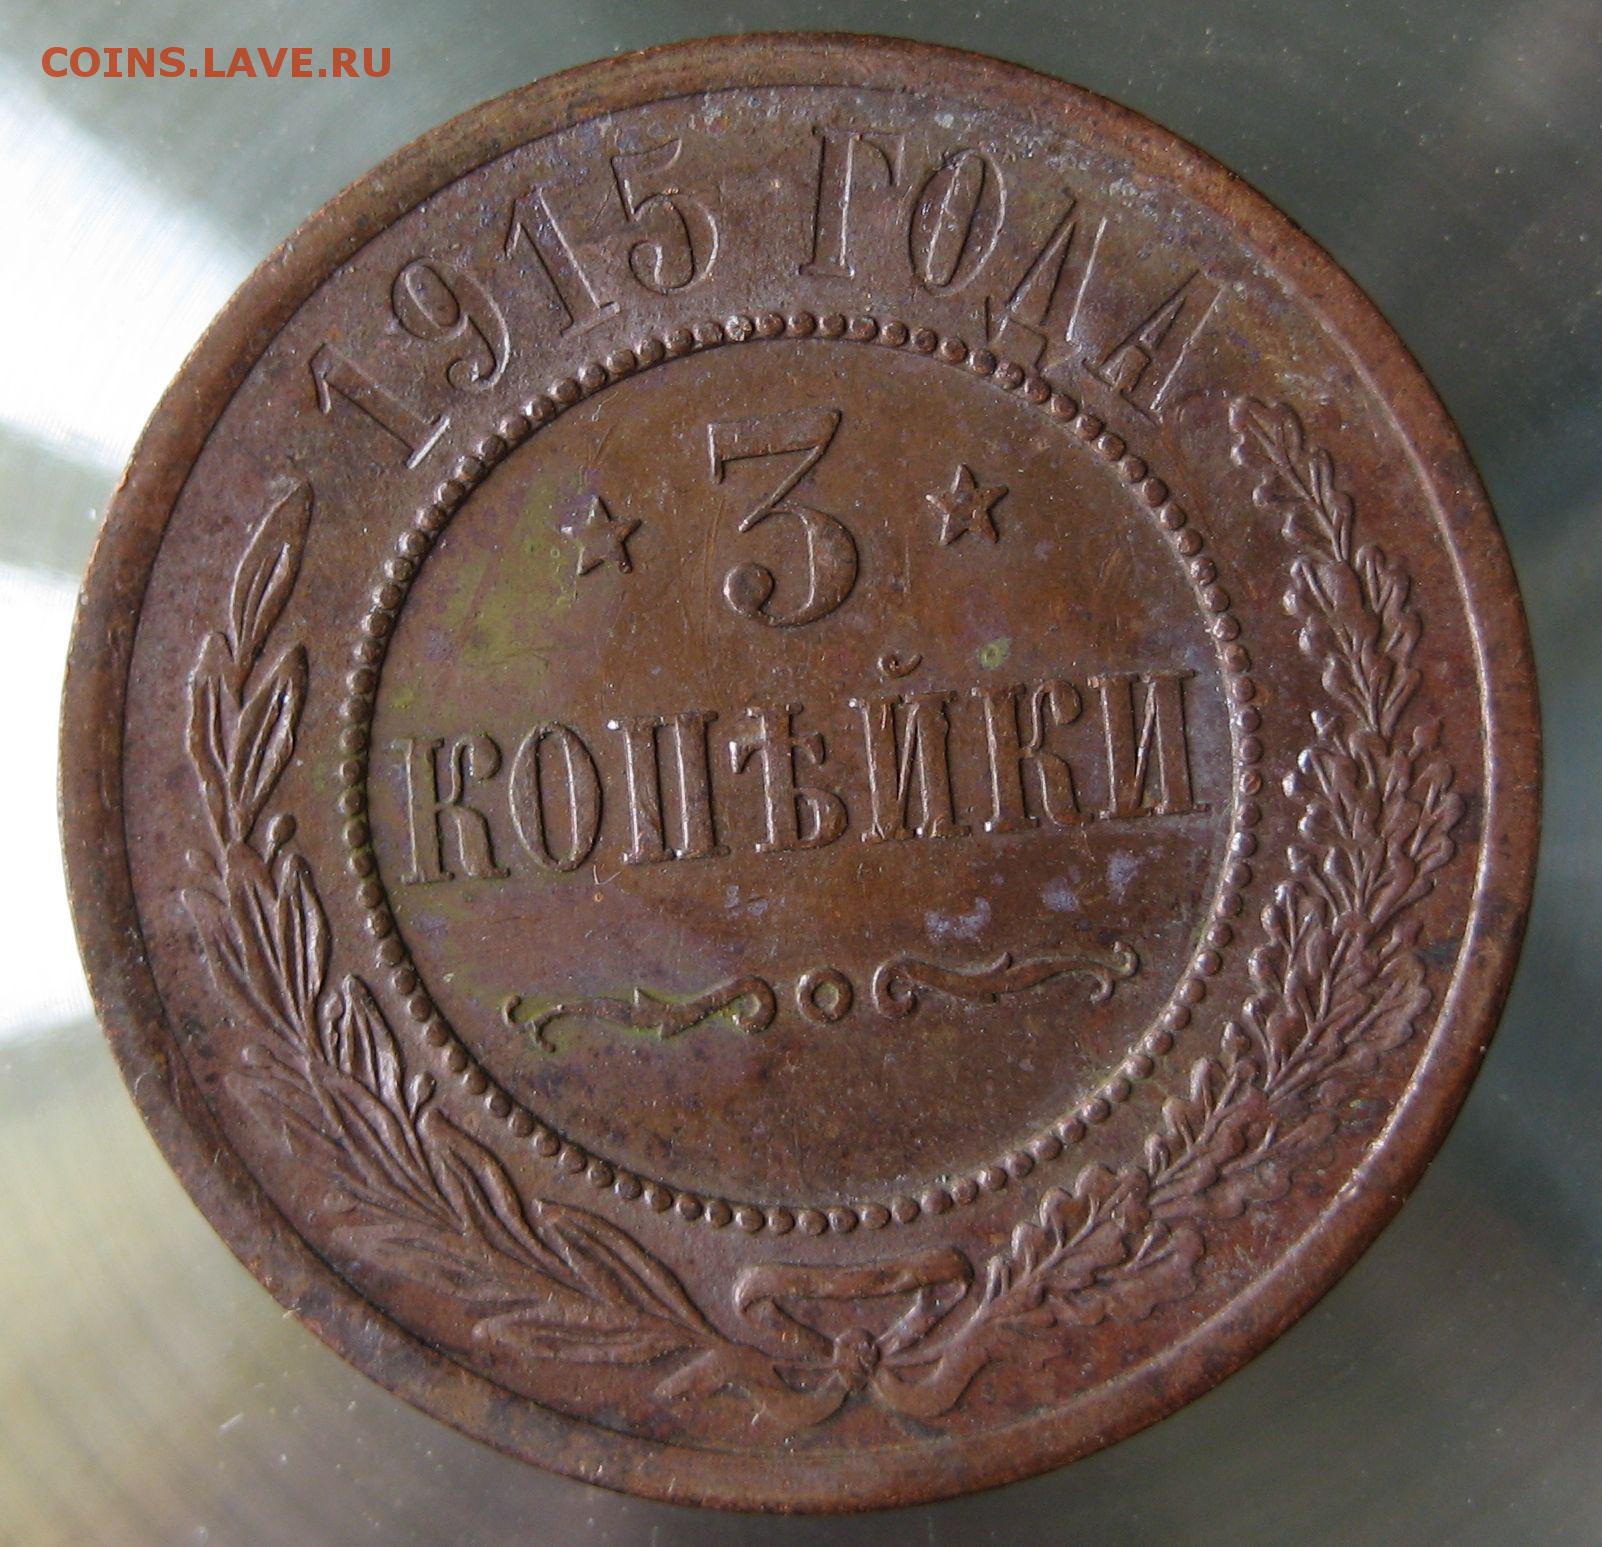 COINS.LAVE.RU
1915 ГОДА
3
КОПѢЙКИ